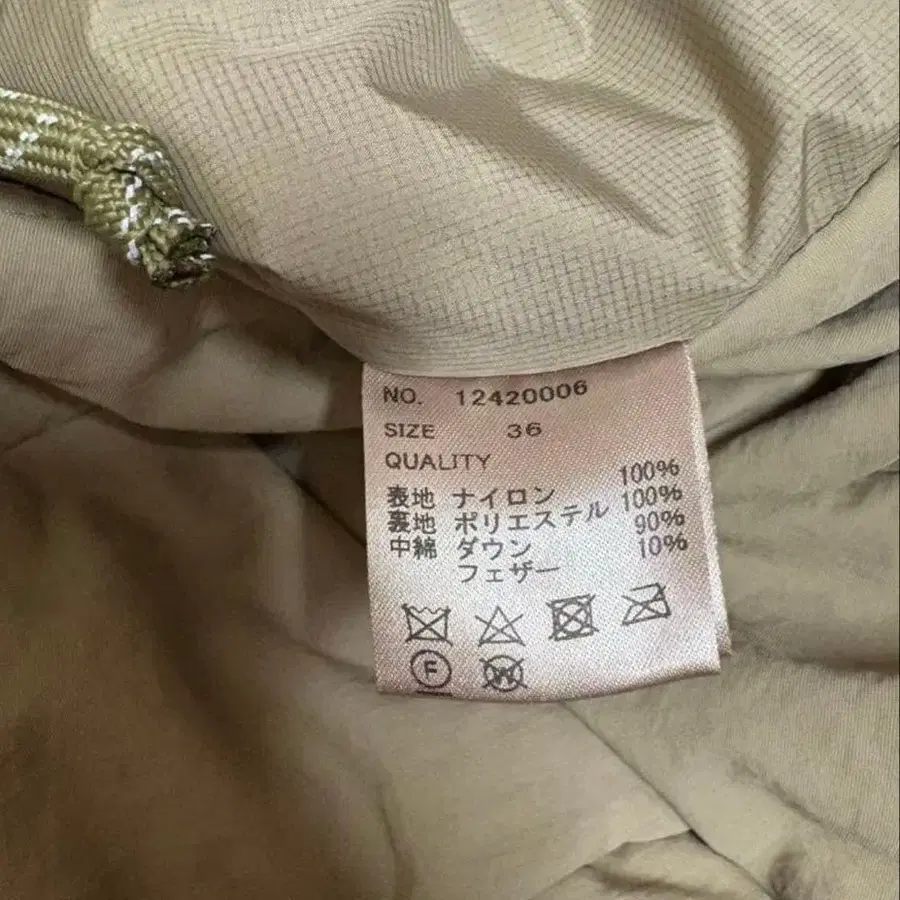 NO. 12420006
SIZE 36
QUALITY
表地 ナイロン 100%
裏地 ポリエステル 100%
中綿 ダウン 90%
フェザー 10%
F
W